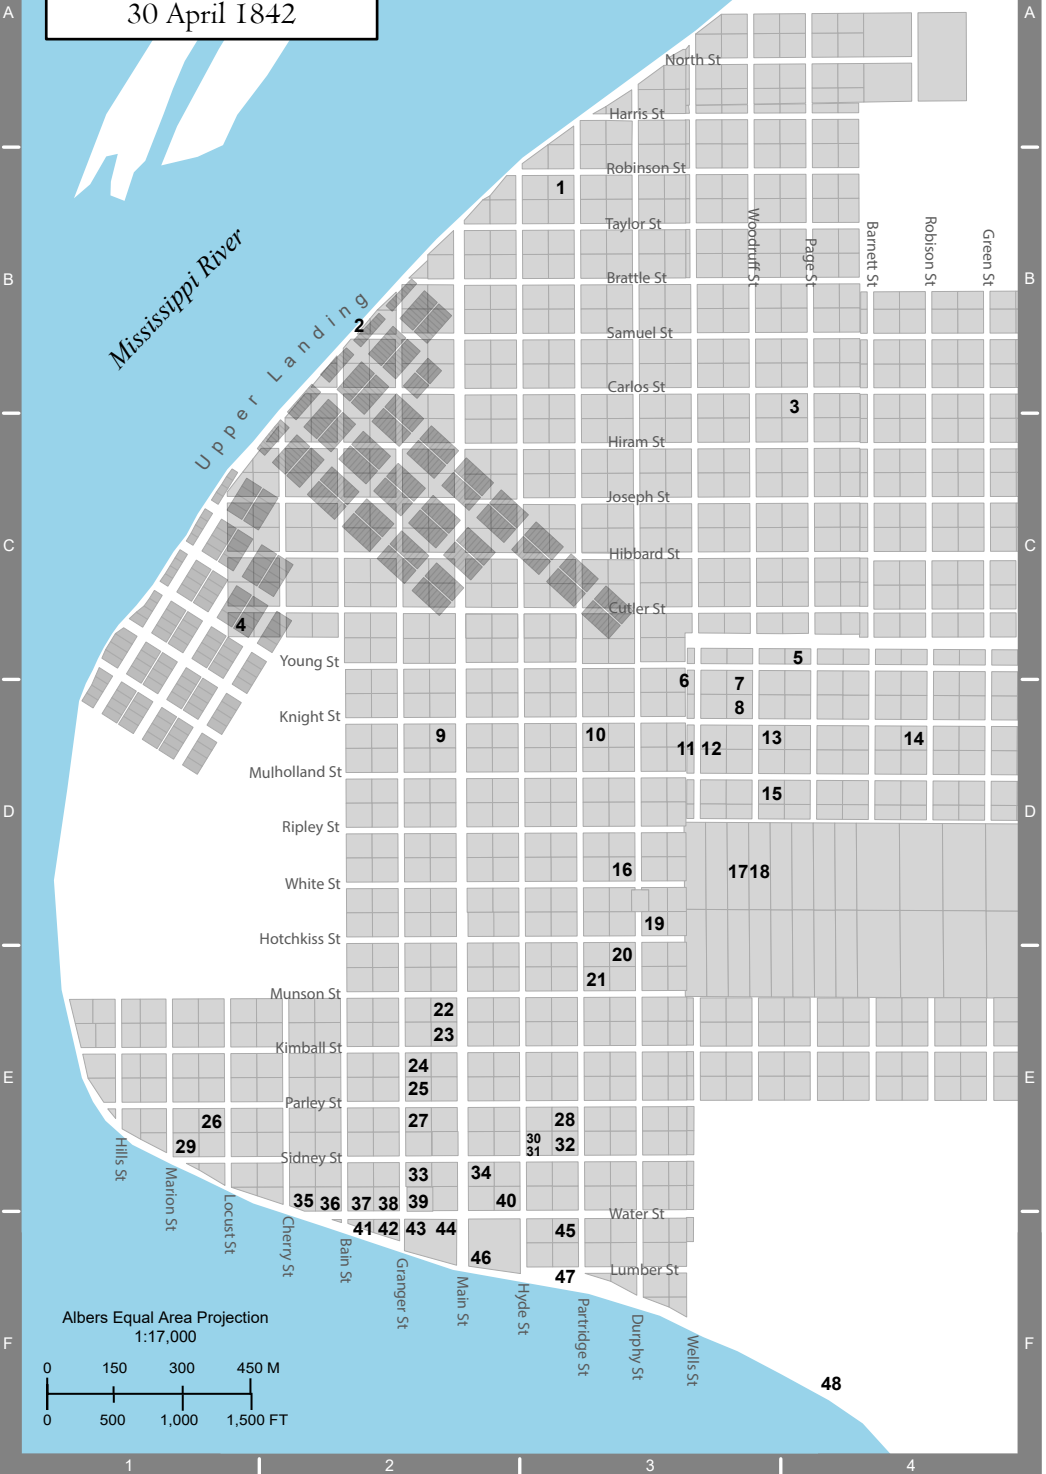 30 April 1842
A
A
North St
Harris St
Robinson St
1
Taylor St
Woodruff St
Page St
Barnett St
Robison St
Green St
Brattle St
B
B
Mississippi River
Upper Landing
2
Samuel St
Carlos St
3
Hiram St
Joseph St
C
C
Hibbard St
Cutler St
4
Young St
5
6
7
8
Knight St
9
10
11
12
13
14
Mulholland St
15
D
D
Ripley St
16
1718
White St
19
Hotchkiss St
20
21
Munson St
22
23
Kimball St
24
E
E
25
Parley St
26
27
28
29
30
31
32
Sidney St
33
34
35
36
37
38
39
40
Water St
41
42
43
44
45
46
47
Lumber St
Hills St
Marion St
Locust St
Cherry St
Bain St
Granger St
Main St
Hyde St
Partridge St
Durphy St
Wells St
Albers Equal Area Projection
1:17,000
F
F
0 150 300 450 M
0 500 1,000 1,500 FT
48
1
2
3
4